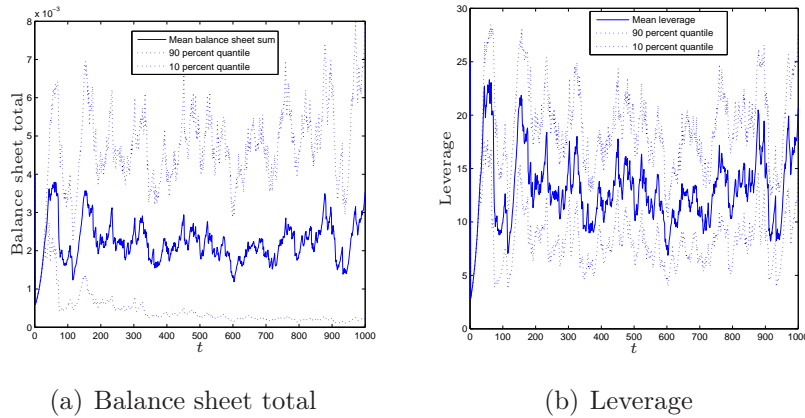 × 10⁻³
8
7
6
5
4
3
2
1
0
Balance sheet total
Mean balance sheet sum
90 percent quantile
10 percent quantile
0 100 200 300 400 500 600 700 800 900 1000
t
(a) Balance sheet total
30
25
20
15
10
5
0
Leverage
Mean leverage
90 percent quantile
10 percent quantile
0 100 200 300 400 500 600 700 800 900 1000
t
(b) Leverage